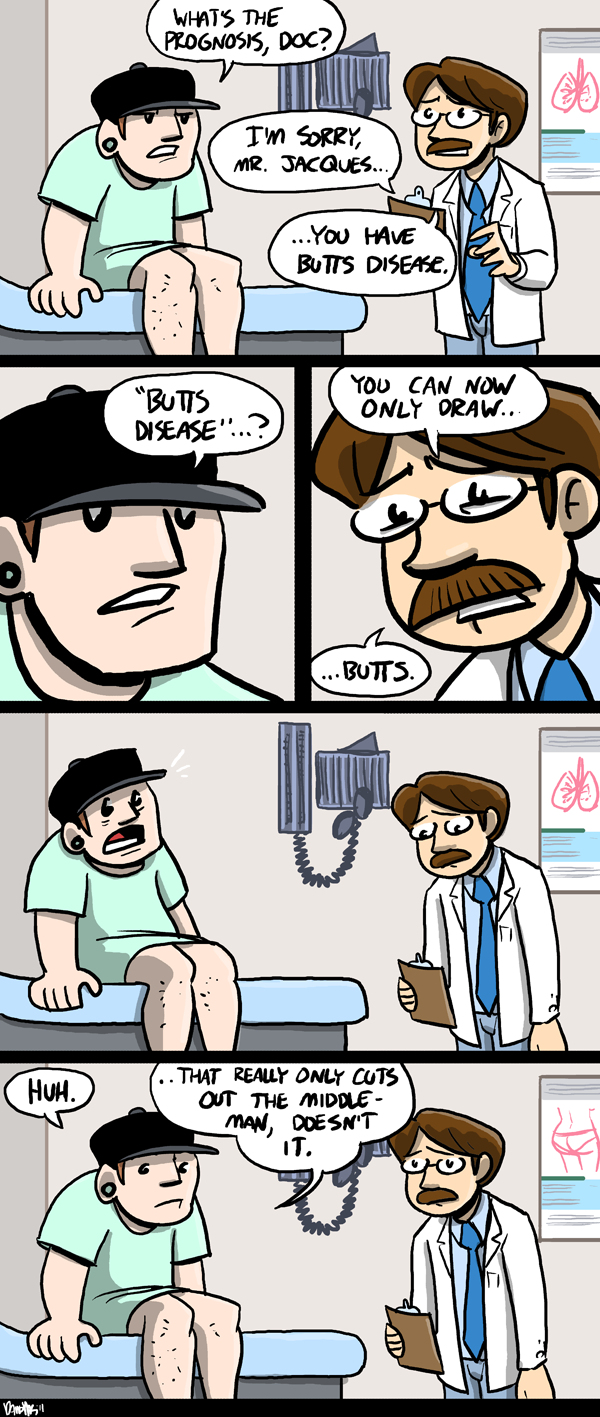 WHAT'S THE
PROGNOSIS, DOC?
I'M SORRY,
MR. JACQUES...
...YOU HAVE
BUTTS DISEASE.
"BUTTS
DISEASE"...?
YOU CAN NOW
ONLY DRAW...
...BUTTS.
HUH.
..THAT REALLY ONLY CUTS
OUT THE MIDDLE-
MAN, DOESN'T
IT.